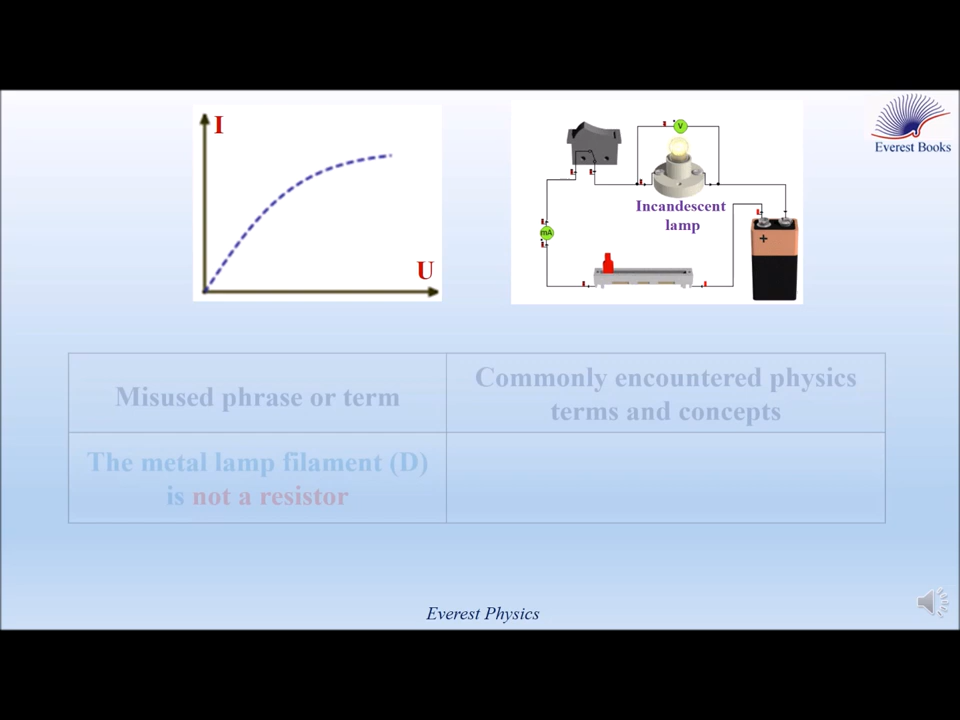 I
U
V
Incandescent
lamp
mA
+
Everest Books
Misused phrase or term
Commonly encountered physics
terms and concepts
The metal lamp filament (D)
is not a resistor
Everest Physics